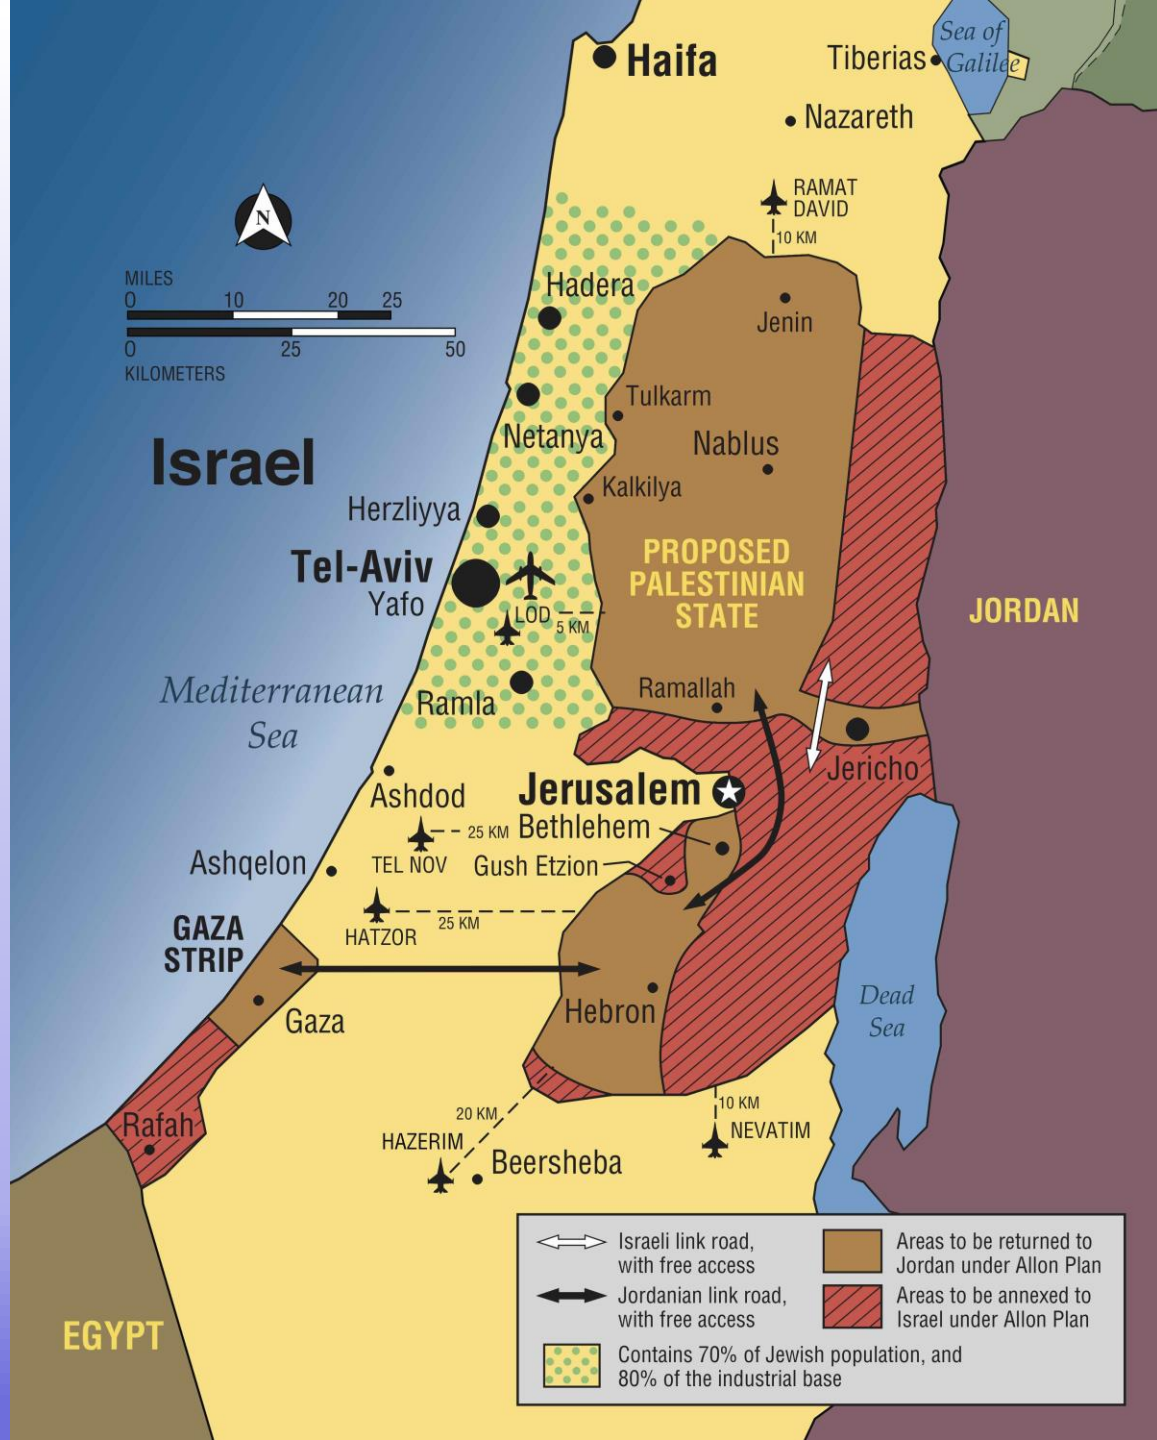 Haifa
Tiberias
Sea of
Galilee
Nazareth
RAMAT
DAVID
10 KM
N
MILES
0 10 20 25
0 25 50
KILOMETERS
Hadera
Jenin
Tulkarm
Netanya
Nablus
Israel
Kalkilya
Herzliyya
PROPOSED
PALESTINIAN
STATE
Tel-Aviv
Yafo
LOD
5 KM
JORDAN
Mediterranean
Sea
Ramla
Ramallah
Jericho
Ashdod
Jerusalem
25 KM
Bethlehem
TEL NOV
Ashqelon
Gush Etzion
25 KM
HATZOR
GAZA
STRIP
Gaza
Hebron
Dead
Sea
Rafah
20 KM
10 KM
HAZERIM
NEVATIM
Beersheba
EGYPT
Israeli link road,
with free access
Jordanian link road,
with free access
Areas to be returned to
Jordan under Allon Plan
Areas to be annexed to
Israel under Allon Plan
Contains 70% of Jewish population, and
80% of the industrial base